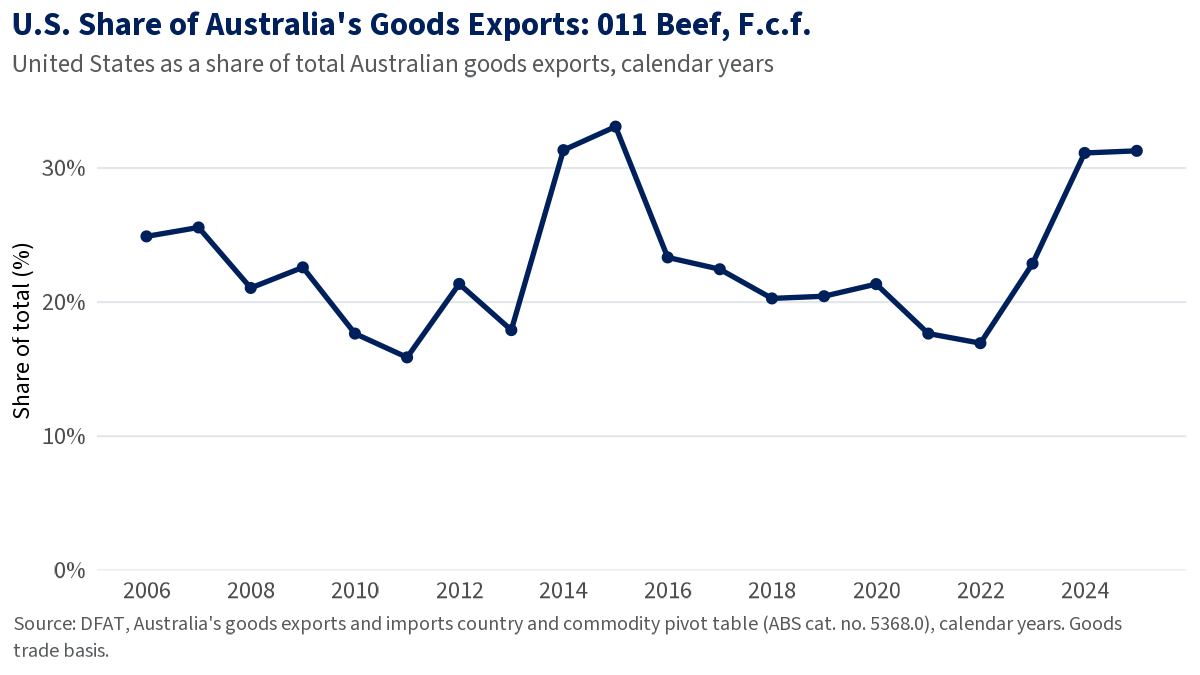 U.S. Share of Australia's Goods Exports: 011 Beef, F.c.f.
United States as a share of total Australian goods exports, calendar years
Share of total (%)
30%
20%
10%
0%
2006 2008 2010 2012 2014 2016 2018 2020 2022 2024
Source: DFAT, Australia's goods exports and imports country and commodity pivot table (ABS cat. no. 5368.0), calendar years. Goods
trade basis.